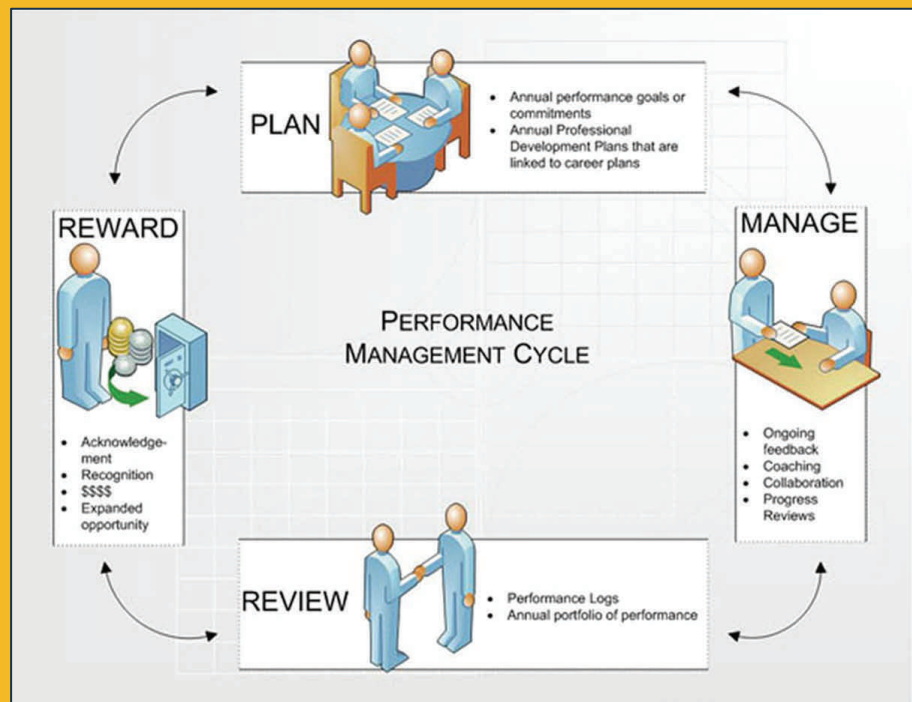 PLAN
• Annual performance goals or
commitments
• Annual Professional
Development Plans that are
linked to career plans
REWARD
• Acknowledge-
ment
• Recognition
• $$$$
• Expanded
opportunity
PERFORMANCE
MANAGEMENT CYCLE
MANAGE
• Ongoing
feedback
• Coaching
• Collaboration
• Progress
Reviews
REVIEW
• Performance Logs
• Annual portfolio of performance